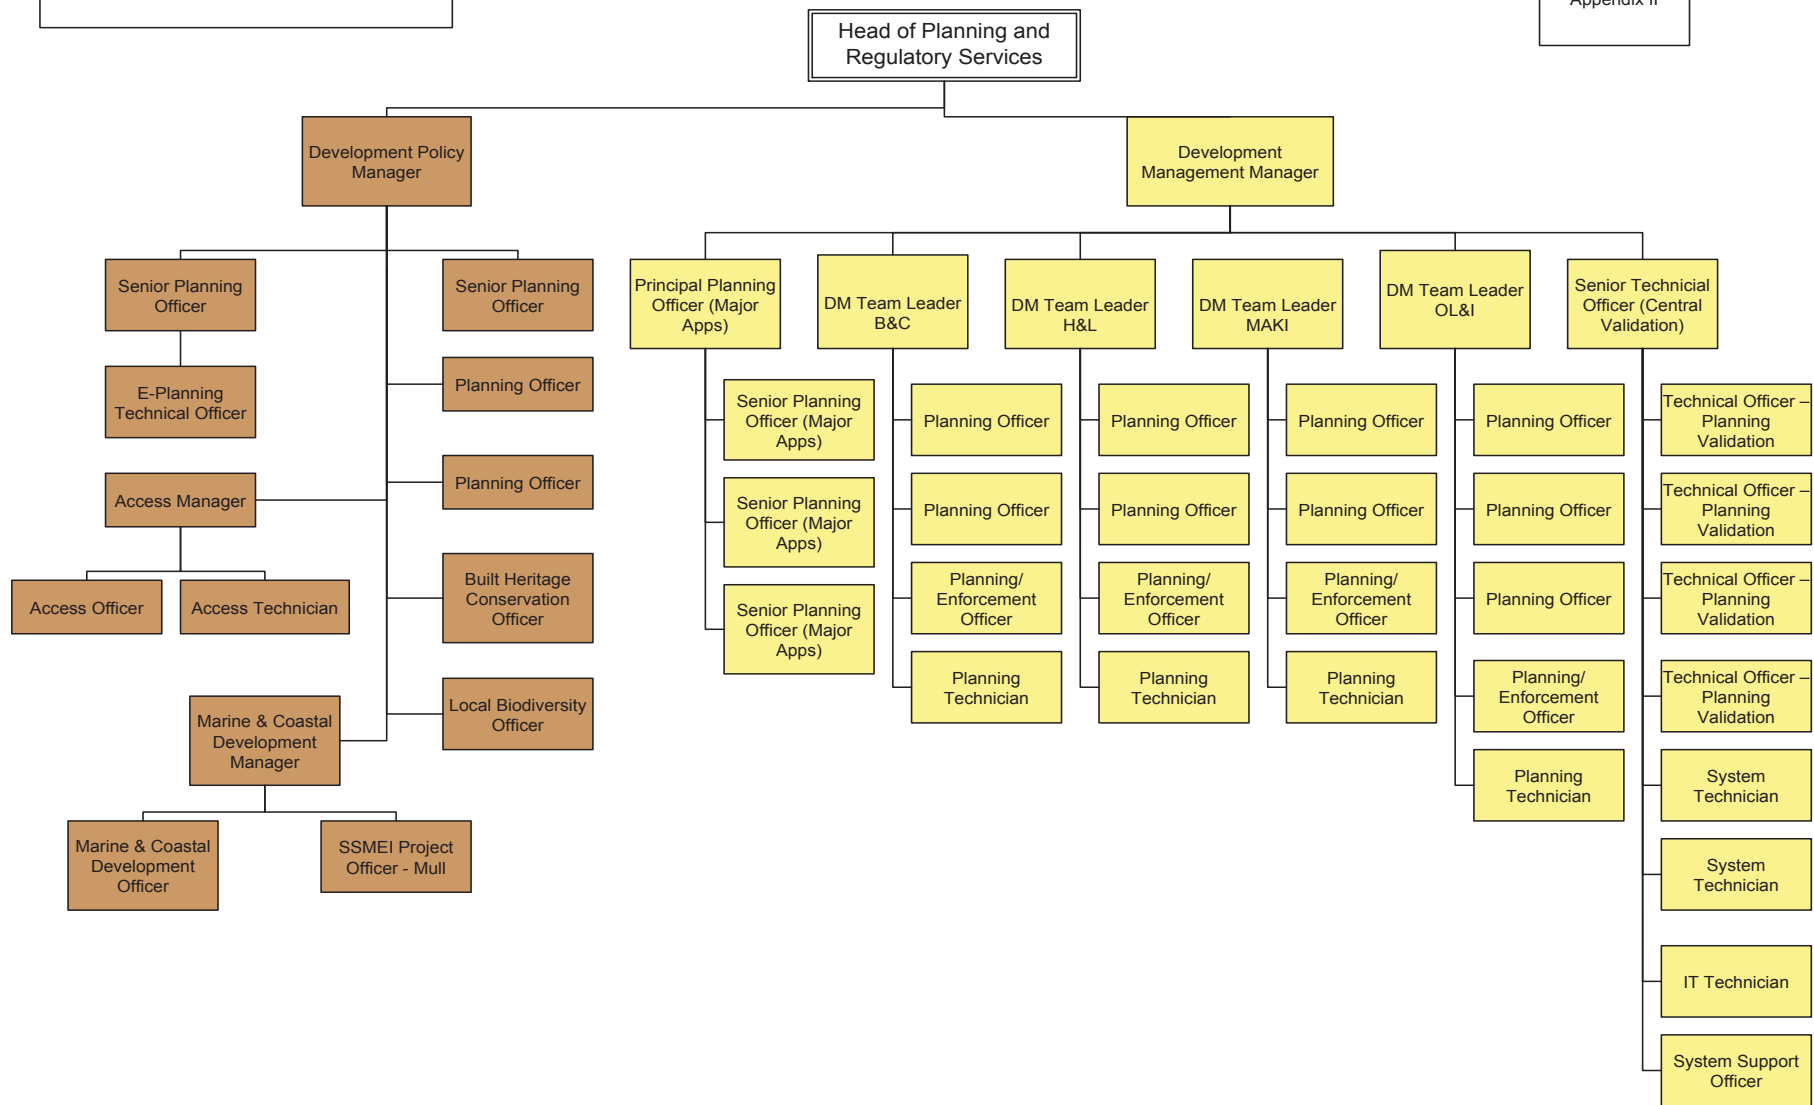 Appendix II
Head of Planning and
Regulatory Services
Development Policy
Manager
Development
Management Manager
Senior Planning
Officer
Senior Planning
Officer
E-Planning
Technical Officer
Planning Officer
Planning Officer
Access Manager
Access Officer
Access Technician
Built Heritage
Conservation
Officer
Local Biodiversity
Officer
Marine & Coastal
Development
Manager
Marine & Coastal
Development
Officer
SSMEI Project
Officer - Mull
Principal Planning
Officer (Major
Apps)
Senior Planning
Officer (Major
Apps)
Senior Planning
Officer (Major
Apps)
Senior Planning
Officer (Major
Apps)
DM Team Leader
B&C
Planning Officer
Planning Officer
Planning/
Enforcement
Officer
Planning
Technician
DM Team Leader
H&L
Planning Officer
Planning Officer
Planning/
Enforcement
Officer
Planning
Technician
DM Team Leader
MAKI
Planning Officer
Planning Officer
Planning/
Enforcement
Officer
Planning
Technician
DM Team Leader
OL&I
Planning Officer
Planning Officer
Planning Officer
Planning/
Enforcement
Officer
Planning
Technician
Senior Technicial
Officer (Central
Validation)
Technical Officer –
Planning
Validation
Technical Officer –
Planning
Validation
Technical Officer –
Planning
Validation
Technical Officer –
Planning
Validation
System
Technician
System
Technician
IT Technician
System Support
Officer